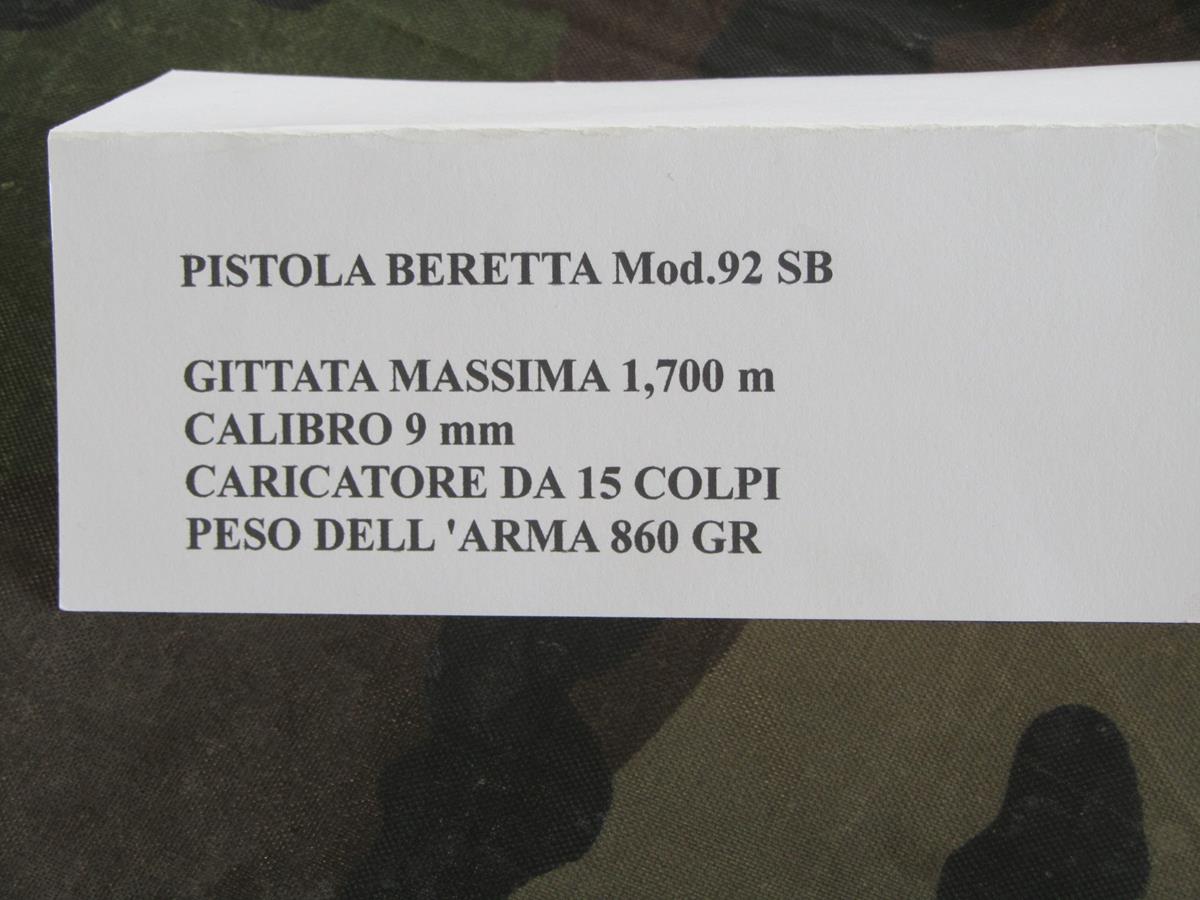 PISTOLA BERETTA Mod.92 SB
GITTATA MASSIMA 1,700 m
CALIBRO 9 mm
CARICATORE DA 15 COLPI
PESO DELL 'ARMA 860 GR